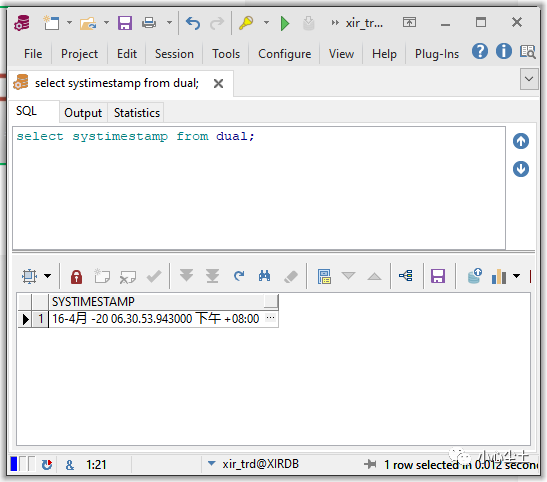 xir_trd...
File Project Edit Session Tools Configure View Help Plug-Ins
select systimestamp from dual;
SQL Output Statistics
select systimestamp from dual;
SYSTIMESTAMP
1 16-4月 -20 06.30.53.943000 下午 +08:00 ...
& 1:21 xir_trd@XIRDB 1 row selected in 0.012 seconds